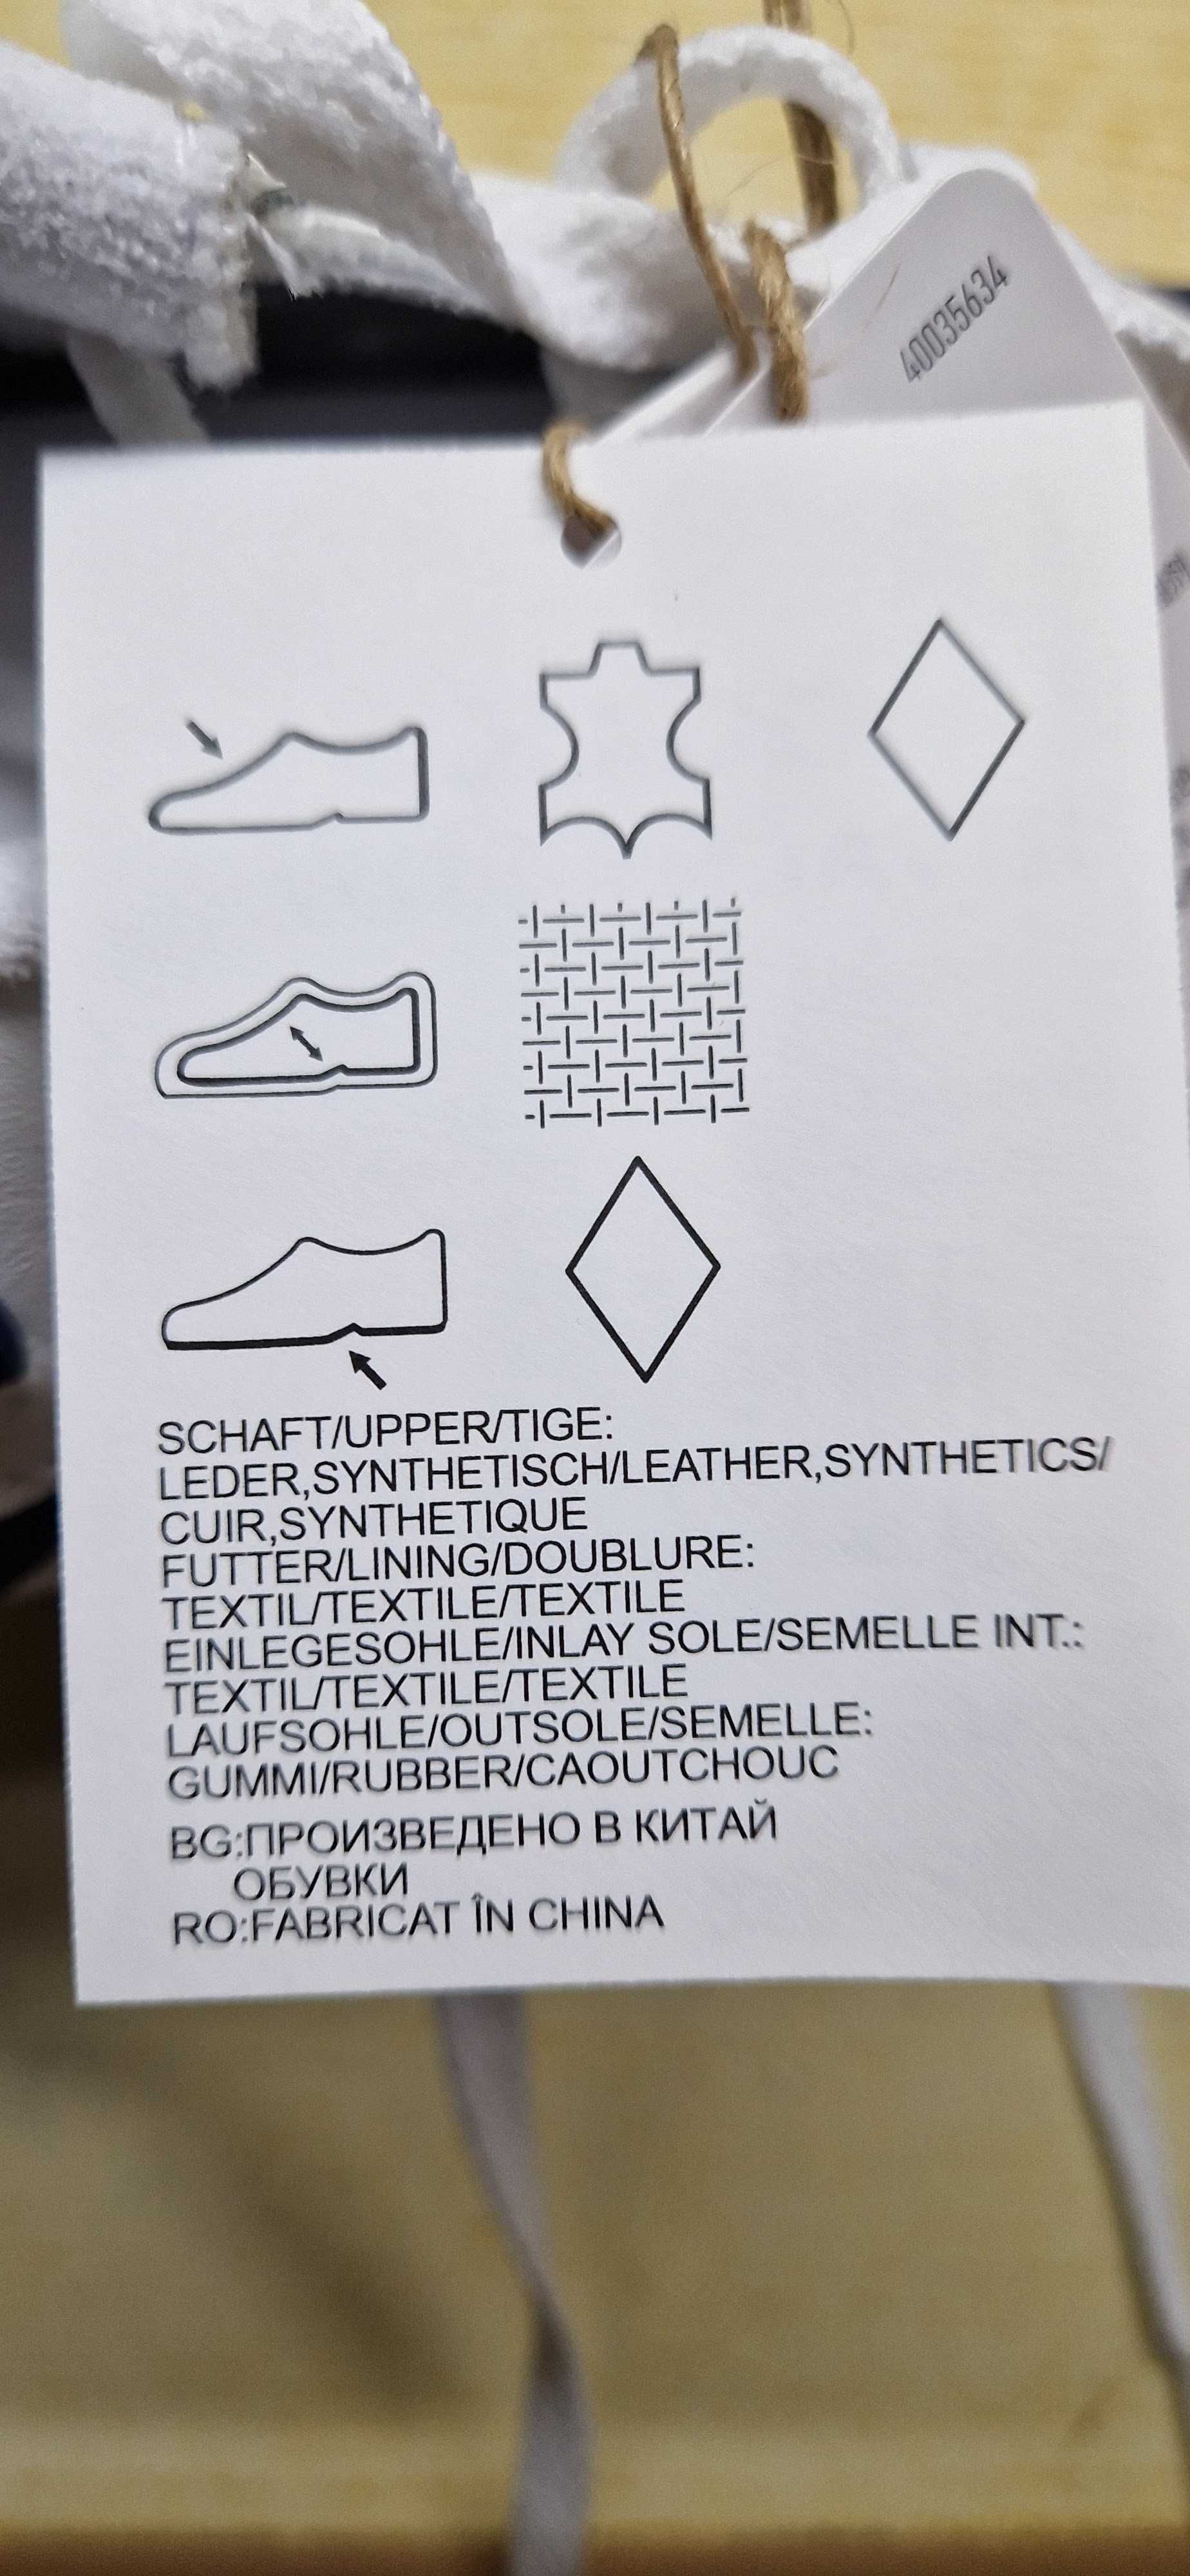 40035634
SCHAFT/UPPER/TIGE:
LEDER,SYNTHETISCH/LEATHER,SYNTHETICS/
CUIR,SYNTHETIQUE
FUTTER/LINING/DOUBLURE:
TEXTIL/TEXTILE/TEXTILE
EINLEGESOHLE/INLAY SOLE/SEMELLE INT.:
TEXTIL/TEXTILE/TEXTILE
LAUFSOHLE/OUTSOLE/SEMELLE:
GUMMI/RUBBER/CAOUTCHOUC
BG:ПРОИЗВЕДЕНО В КИТАЙ
ОБУВКИ
RO:FABRICAT ÎN CHINA